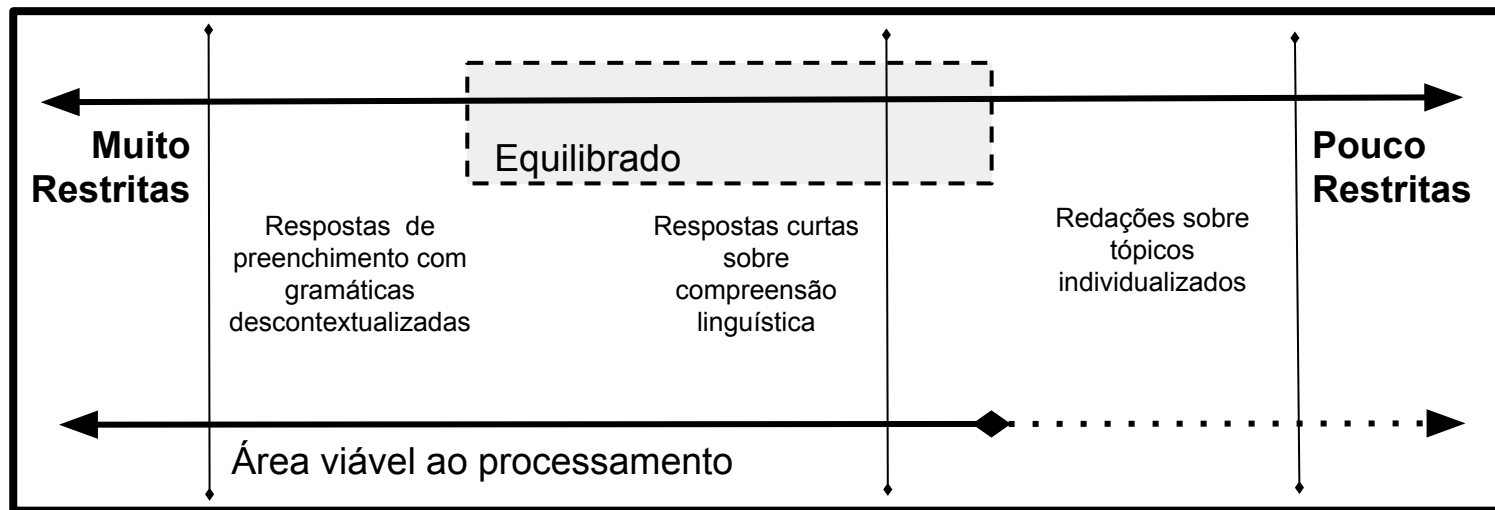 Muito
Restritas
Equilibrado
Pouco
Restritas
Respostas de
preenchimento com
gramáticas
descontextualizadas
Respostas curtas
sobre
compreensão
linguística
Redações sobre
tópicos
individualizados
Área viável ao processamento